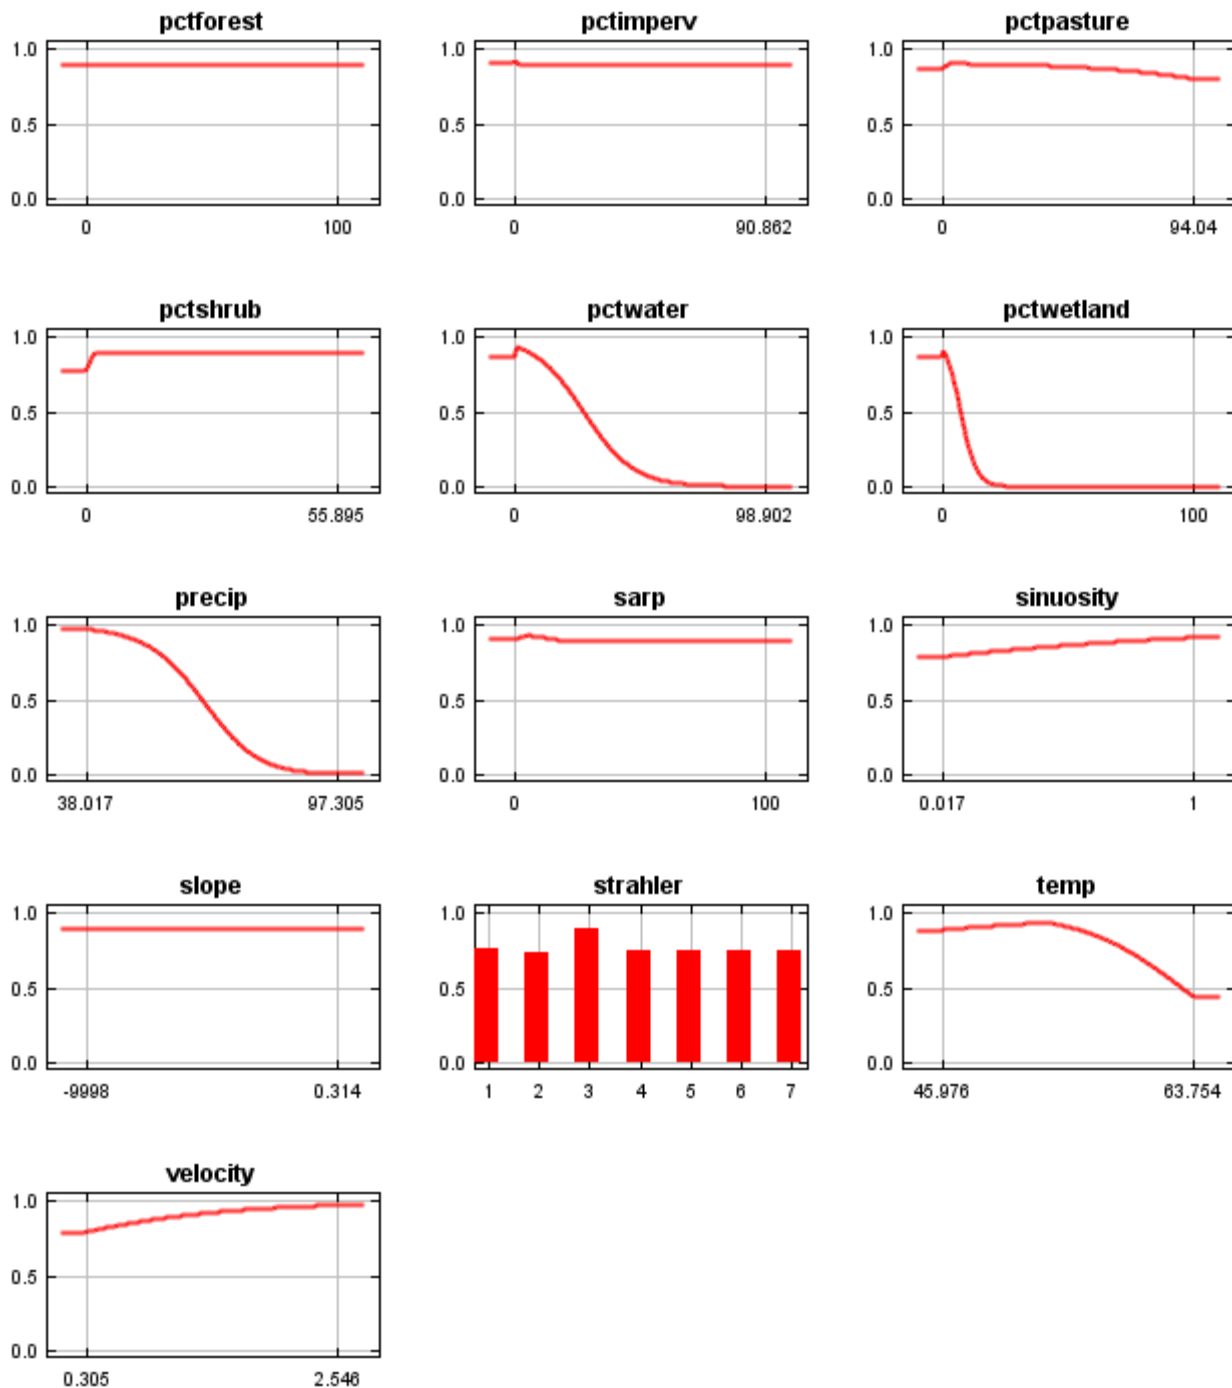 pctforest pctimperv pctpasture
1.0 1.0 1.0
0.5 0.5 0.5
0.0 0.0 0.0
0 100 0 90.862 0 94.04
pctshrub pctwater pctwetland
1.0 1.0 1.0
0.5 0.5 0.5
0.0 0.0 0.0
0 55.895 0 98.902 0 100
precip sarp sinuosity
1.0 1.0 1.0
0.5 0.5 0.5
0.0 0.0 0.0
38.017 97.305 0 100 0.017 1
slope strahler temp
1.0 1.0 1.0
0.5 0.5 0.5
0.0 0.0 0.0
-9998 0.314 1 2 3 4 5 6 7 45.976 63.754
velocity
1.0
0.5
0.0
0.305 2.546